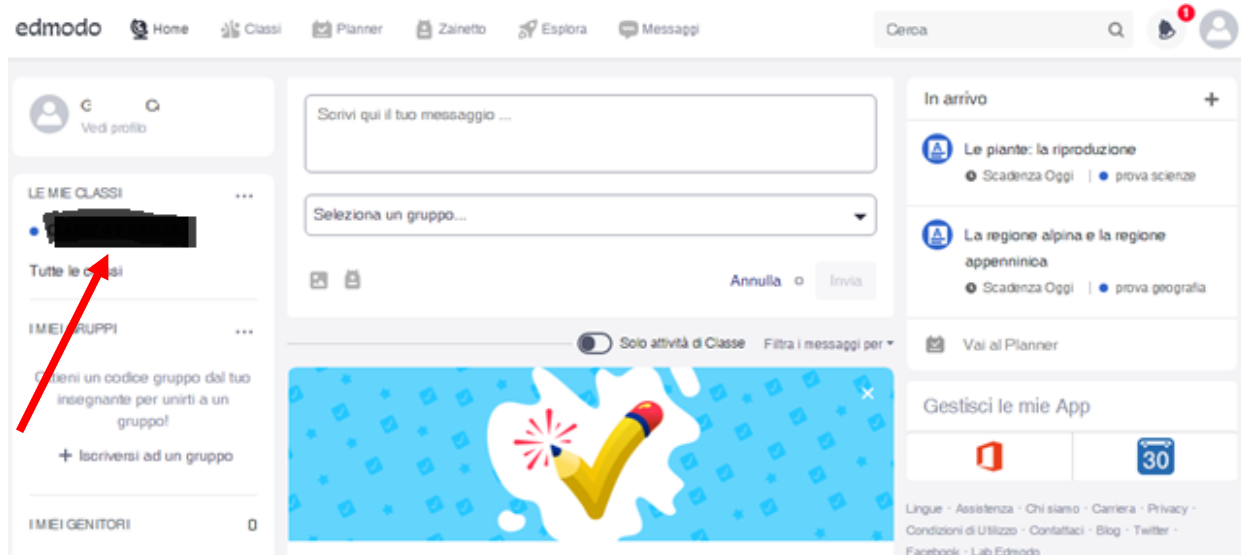 edmodo Home Classi Planner Zainetto Esplora Messaggi Cerca 1
G G
Vedi profilo
LE MIE CLASSI ...
Tutte le classi
I MIEI GRUPPI ...
Ottieni un codice gruppo dal tuo
insegnante per unirti a un
gruppo!
+ Iscriversi ad un gruppo
I MIEI GENITORI 0
Scrivi qui il tuo messaggio ...
Seleziona un gruppo...
Annulla o Invia
Solo attività di Classe Filtra i messaggi per
In arrivo +
Le piante: la riproduzione
Scadenza Oggi | prova scienze
La regione alpina e la regione
appenninica
Scadenza Oggi | prova geografia
Vai al Planner
Gestisci le mie App
30
Lingue · Assistenza · Chi siamo · Carriera · Privacy ·
Condizioni di Utilizzo · Contattaci · Blog · Twitter ·
Facebook · Lab Edmodo